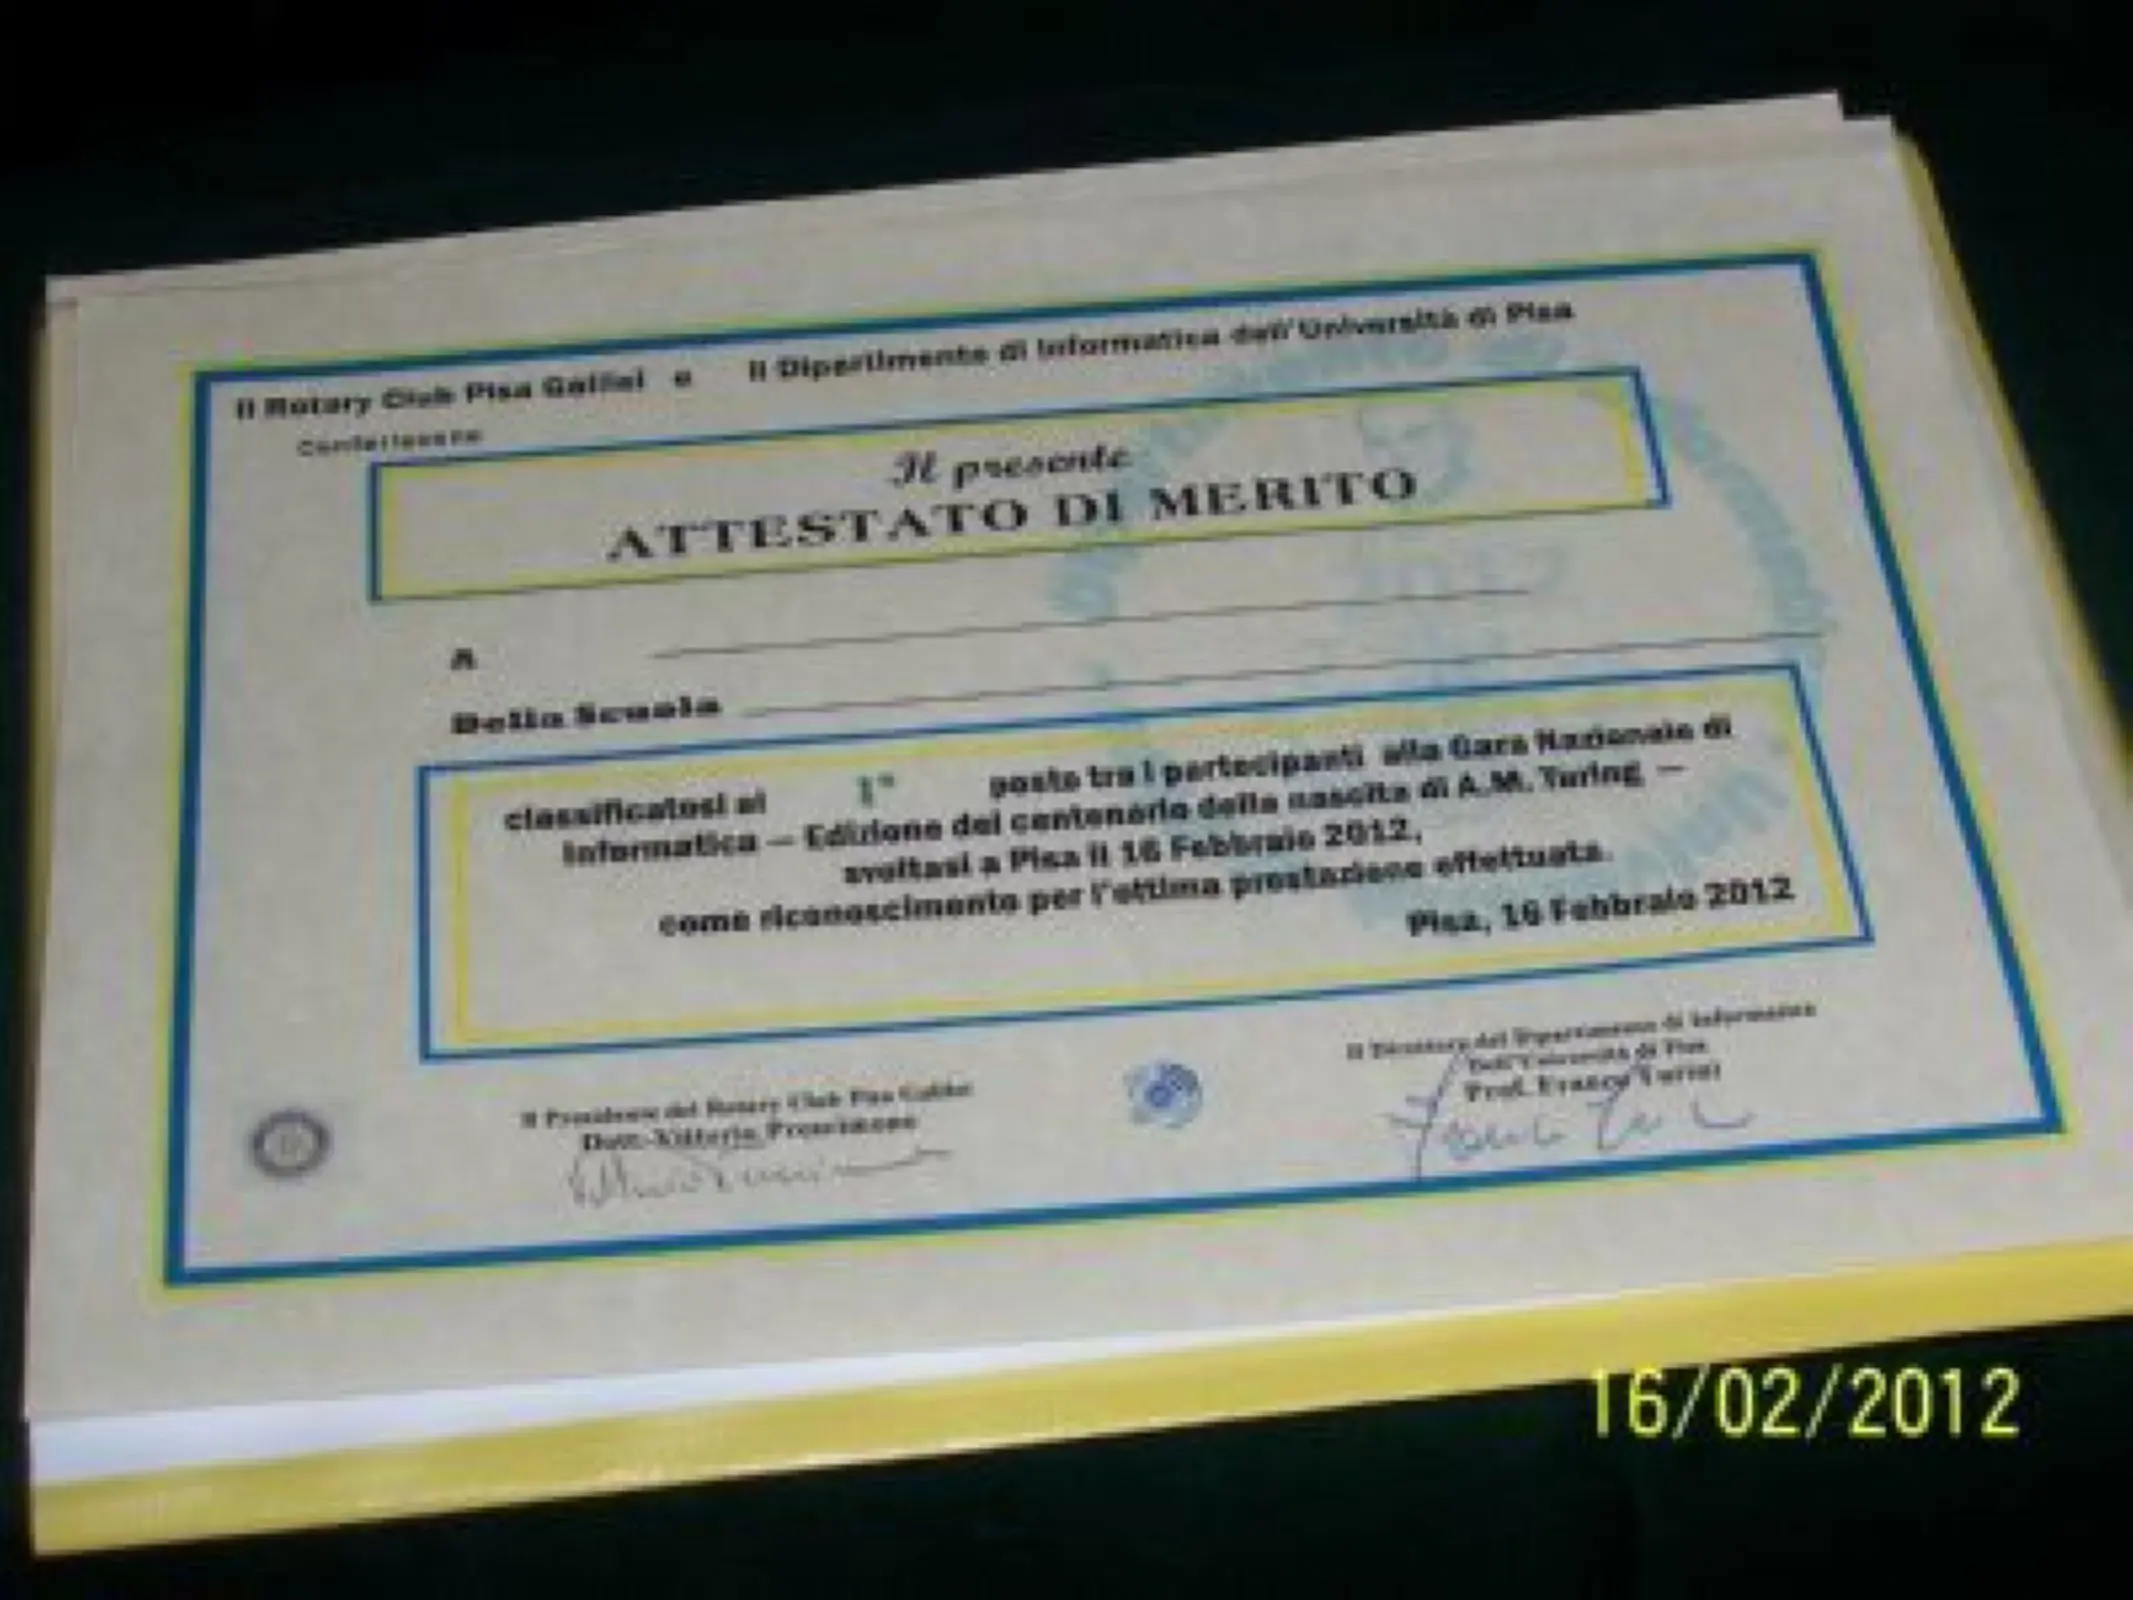 Il Rotary Club Pisa Galilei e Il Dipartimento di Informatica dell'Università di Pisa
Conferiscono
Il presente
ATTESTATO DI MERITO
A
Della Scuola
classificatosi al 1° posto tra i partecipanti alla Gara Nazionale di
Informatica – Edizione del centenario della nascita di A.M. Turing –
svoltasi a Pisa il 16 Febbraio 2012,
come riconoscimento per l'ottima prestazione effettuata.
Pisa, 16 Febbraio 2012
Il Presidente del Rotary Club Pisa Galilei
Dott. Vittorio Prosimone
Il Direttore del Dipartimento di Informatica
Dell'Università di Pisa
Prof. Franco Turini
16/02/2012